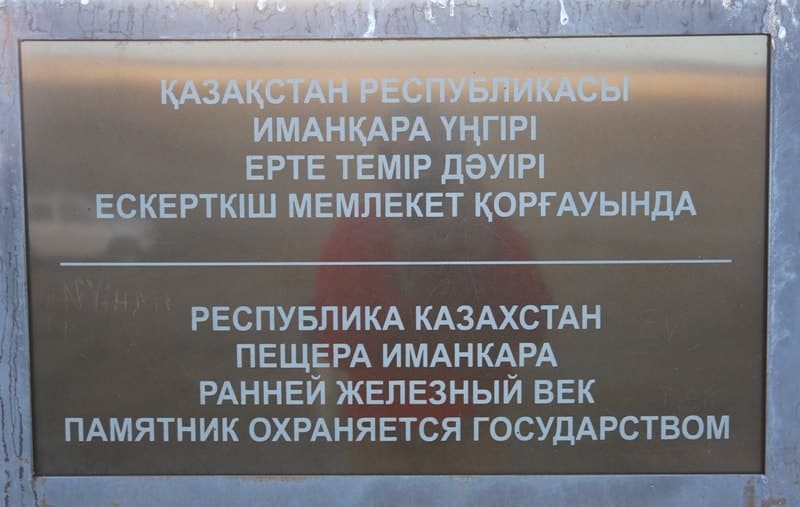 ҚАЗАҚСТАН РЕСПУБЛИКАСЫ
ИМАНҚАРА ҮҢГІРІ
ЕРТЕ ТЕМІР ДӘУІРІ
ЕСКЕРТКІШ МЕМЛЕКЕТ ҚОРҒАУЫНДА
РЕСПУБЛИКА КАЗАХСТАН
ПЕЩЕРА ИМАНКАРА
РАННЕЙ ЖЕЛЕЗНЫЙ ВЕК
ПАМЯТНИК ОХРАНЯЕТСЯ ГОСУДАРСТВОМ